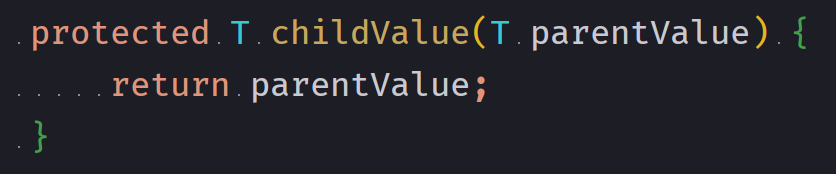 protected T childValue(T parentValue) {
return parentValue;
}